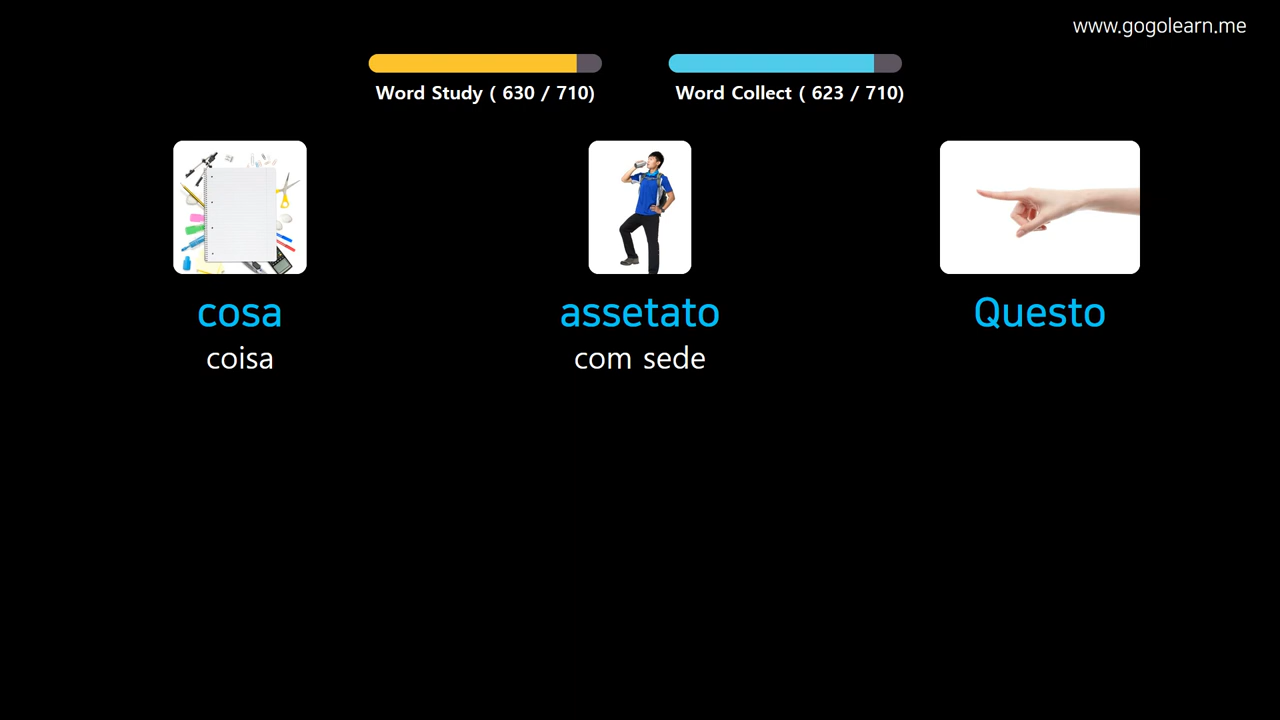 www.gogolearn.me
Word Study ( 630 / 710)
Word Collect ( 623 / 710)
cosa
assetato
Questo
coisa
com sede